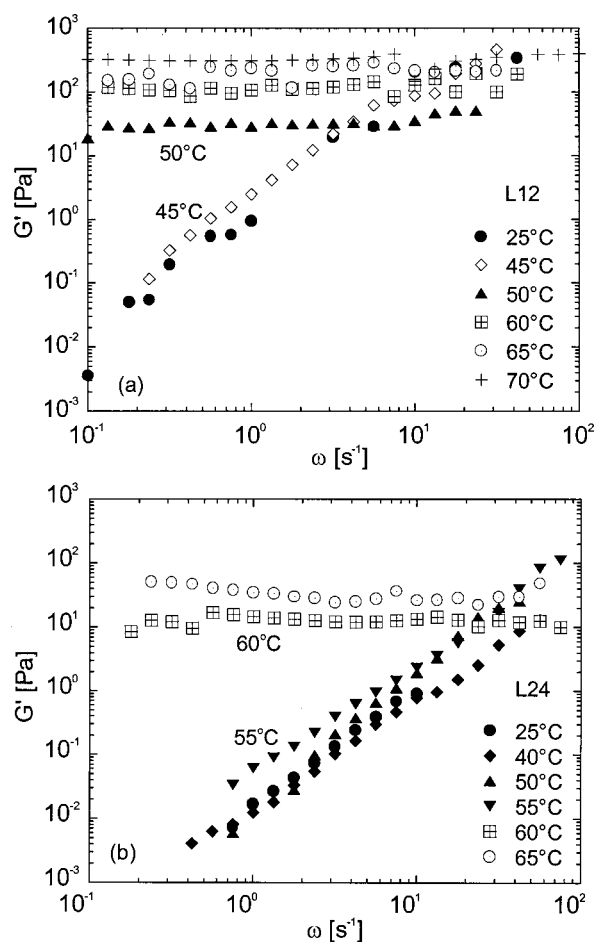 10³
10²
10¹
10⁰
10⁻¹
10⁻²
10⁻³
G' [Pa]
50°C
45°C
L12
25°C
45°C
50°C
60°C
65°C
70°C
(a)
10⁻¹ 10⁰ 10¹ 10²
ω [s⁻¹]
10³
10²
10¹
10⁰
10⁻¹
10⁻²
10⁻³
G' [Pa]
60°C
55°C
L24
25°C
40°C
50°C
55°C
60°C
65°C
(b)
10⁻¹ 10⁰ 10¹ 10²
ω [s⁻¹]